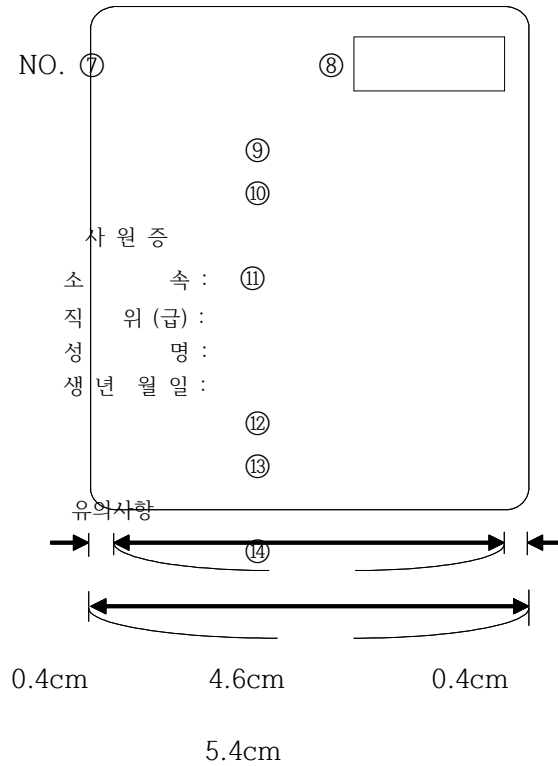 NO. ⑦ ⑧
⑨
⑩
사 원 증
소 속 : ⑪
직 위 (급) :
성 명 :
생 년 월 일 :
⑫
⑬
유의사항
⑭
0.4cm 4.6cm 0.4cm
5.4cm